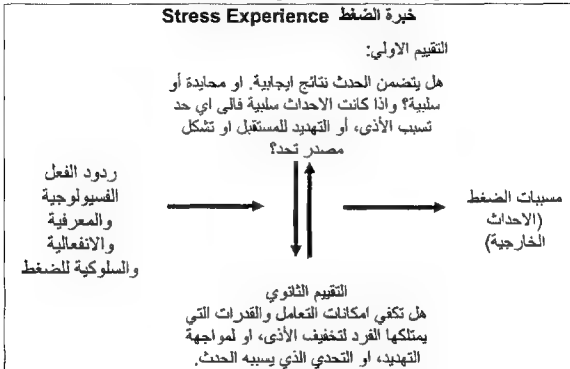 خبرة الضغط Stress Experience
التقييم الاولي:
هل يتضمن الحدث نتائج ايجابية. او محايدة أو
سلبية؟ واذا كانت الاحداث سلبية فالى اي حد
تسبب الأذى، أو التهديد للمستقبل او تشكل
مصدر تحد؟
مسببات الضغط
(الاحداث
الخارجية)
ردود الفعل
الفسيولوجية
والمعرفية
والانفعالية
والسلوكية للضغط
التقييم الثانوي
هل تكفي امكانات التعامل والقدرات التي
يمتلكها الفرد لتخفيف الأذى، او لمواجهة
التهديد، او التحدي الذي يسببه الحدث.